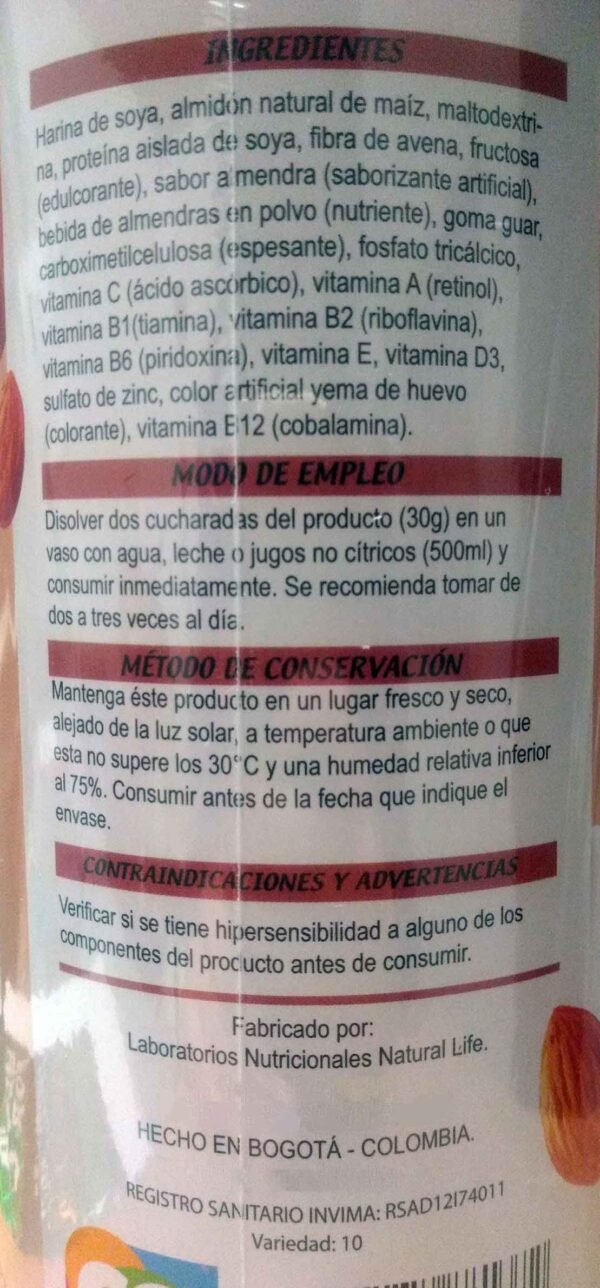 INGREDIENTES
Harina de soya, almidón natural de maíz, maltodextri-
na, proteína aislada de soya, fibra de avena, fructosa
(edulcorante), sabor a mendra (saborizante artificial),
bebida de almendras en polvo (nutriente), goma guar,
carboximetilcelulosa (espesante), fosfato tricálcico,
vitamina C (ácido ascórbico), vitamina A (retinol),
vitamina B1(tiamina), vitamina B2 (riboflavina),
vitamina B6 (piridoxina), vitamina E, vitamina D3,
sulfato de zinc, color artificial yema de huevo
(colorante), vitamina B12 (cobalamina).
MODO DE EMPLEO
Disolver dos cucharadas del producto (30g) en un
vaso con agua, leche o jugos no cítricos (500ml) y
consumir inmediatamente. Se recomienda tomar de
dos a tres veces al día.
MÉTODO DE CONSERVACIÓN
Mantenga éste producto en un lugar fresco y seco,
alejado de la luz solar, a temperatura ambiente o que
esta no supere los 30°C y una humedad relativa inferior
al 75%. Consumir antes de la fecha que indique el
envase.
CONTRAINDICACIONES Y ADVERTENCIAS
Verificar si se tiene hipersensibilidad a alguno de los
componentes del producto antes de consumir.
Fabricado por:
Laboratorios Nutricionales Natural Life.
HECHO EN BOGOTÁ - COLOMBIA.
REGISTRO SANITARIO INVIMA: RSAD12I74011
Variedad: 10